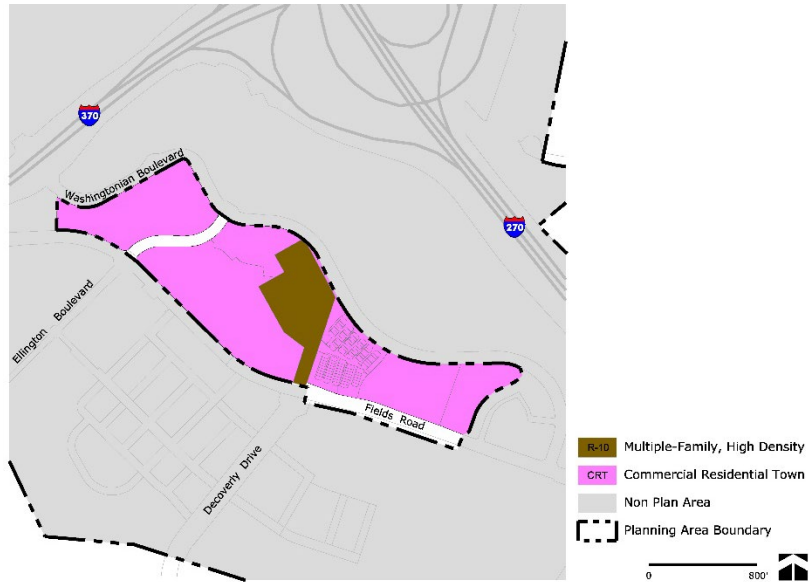 370
Washingtonian Boulevard
270
Ellington Boulevard
Fields Road
Decoverly Drive
R-10 Multiple-Family, High Density
CRT Commercial Residential Town
Non Plan Area
Planning Area Boundary
0 800'